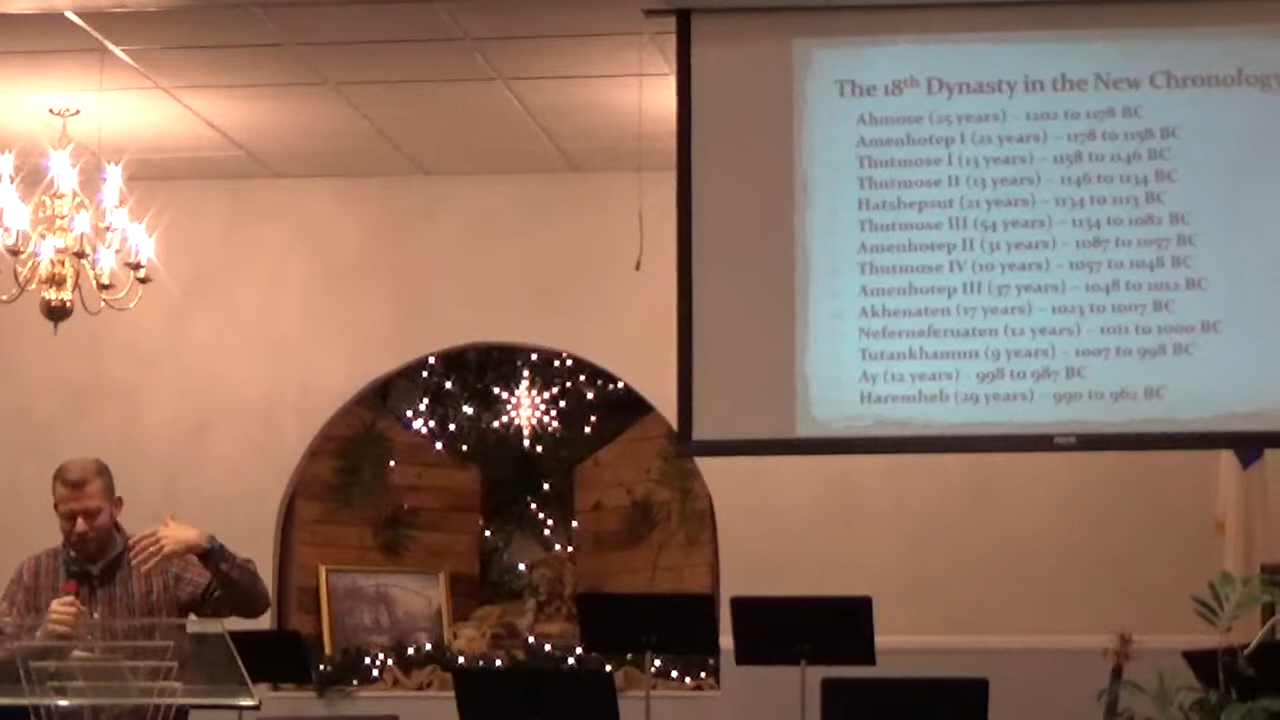 The 18th Dynasty in the New Chronology
Ahmose (25 years) – 1202 to 1178 BC
Amenhotep I (21 years) – 1178 to 1158 BC
Thutmose I (13 years) – 1158 to 1146 BC
Thutmose II (13 years) – 1146 to 1134 BC
Hatshepsut (21 years) – 1134 to 1113 BC
Thutmose III (54 years) – 1134 to 1082 BC
Amenhotep II (31 years) – 1087 to 1057 BC
Thutmose IV (10 years) – 1057 to 1048 BC
Amenhotep III (37 years) – 1048 to 1012 BC
Akhenaten (17 years) – 1023 to 1007 BC
Neferneferuaten (12 years) – 1011 to 1000 BC
Tutankhamun (9 years) – 1007 to 998 BC
Ay (12 years) – 998 to 987 BC
Haremheb (29 years) – 990 to 962 BC